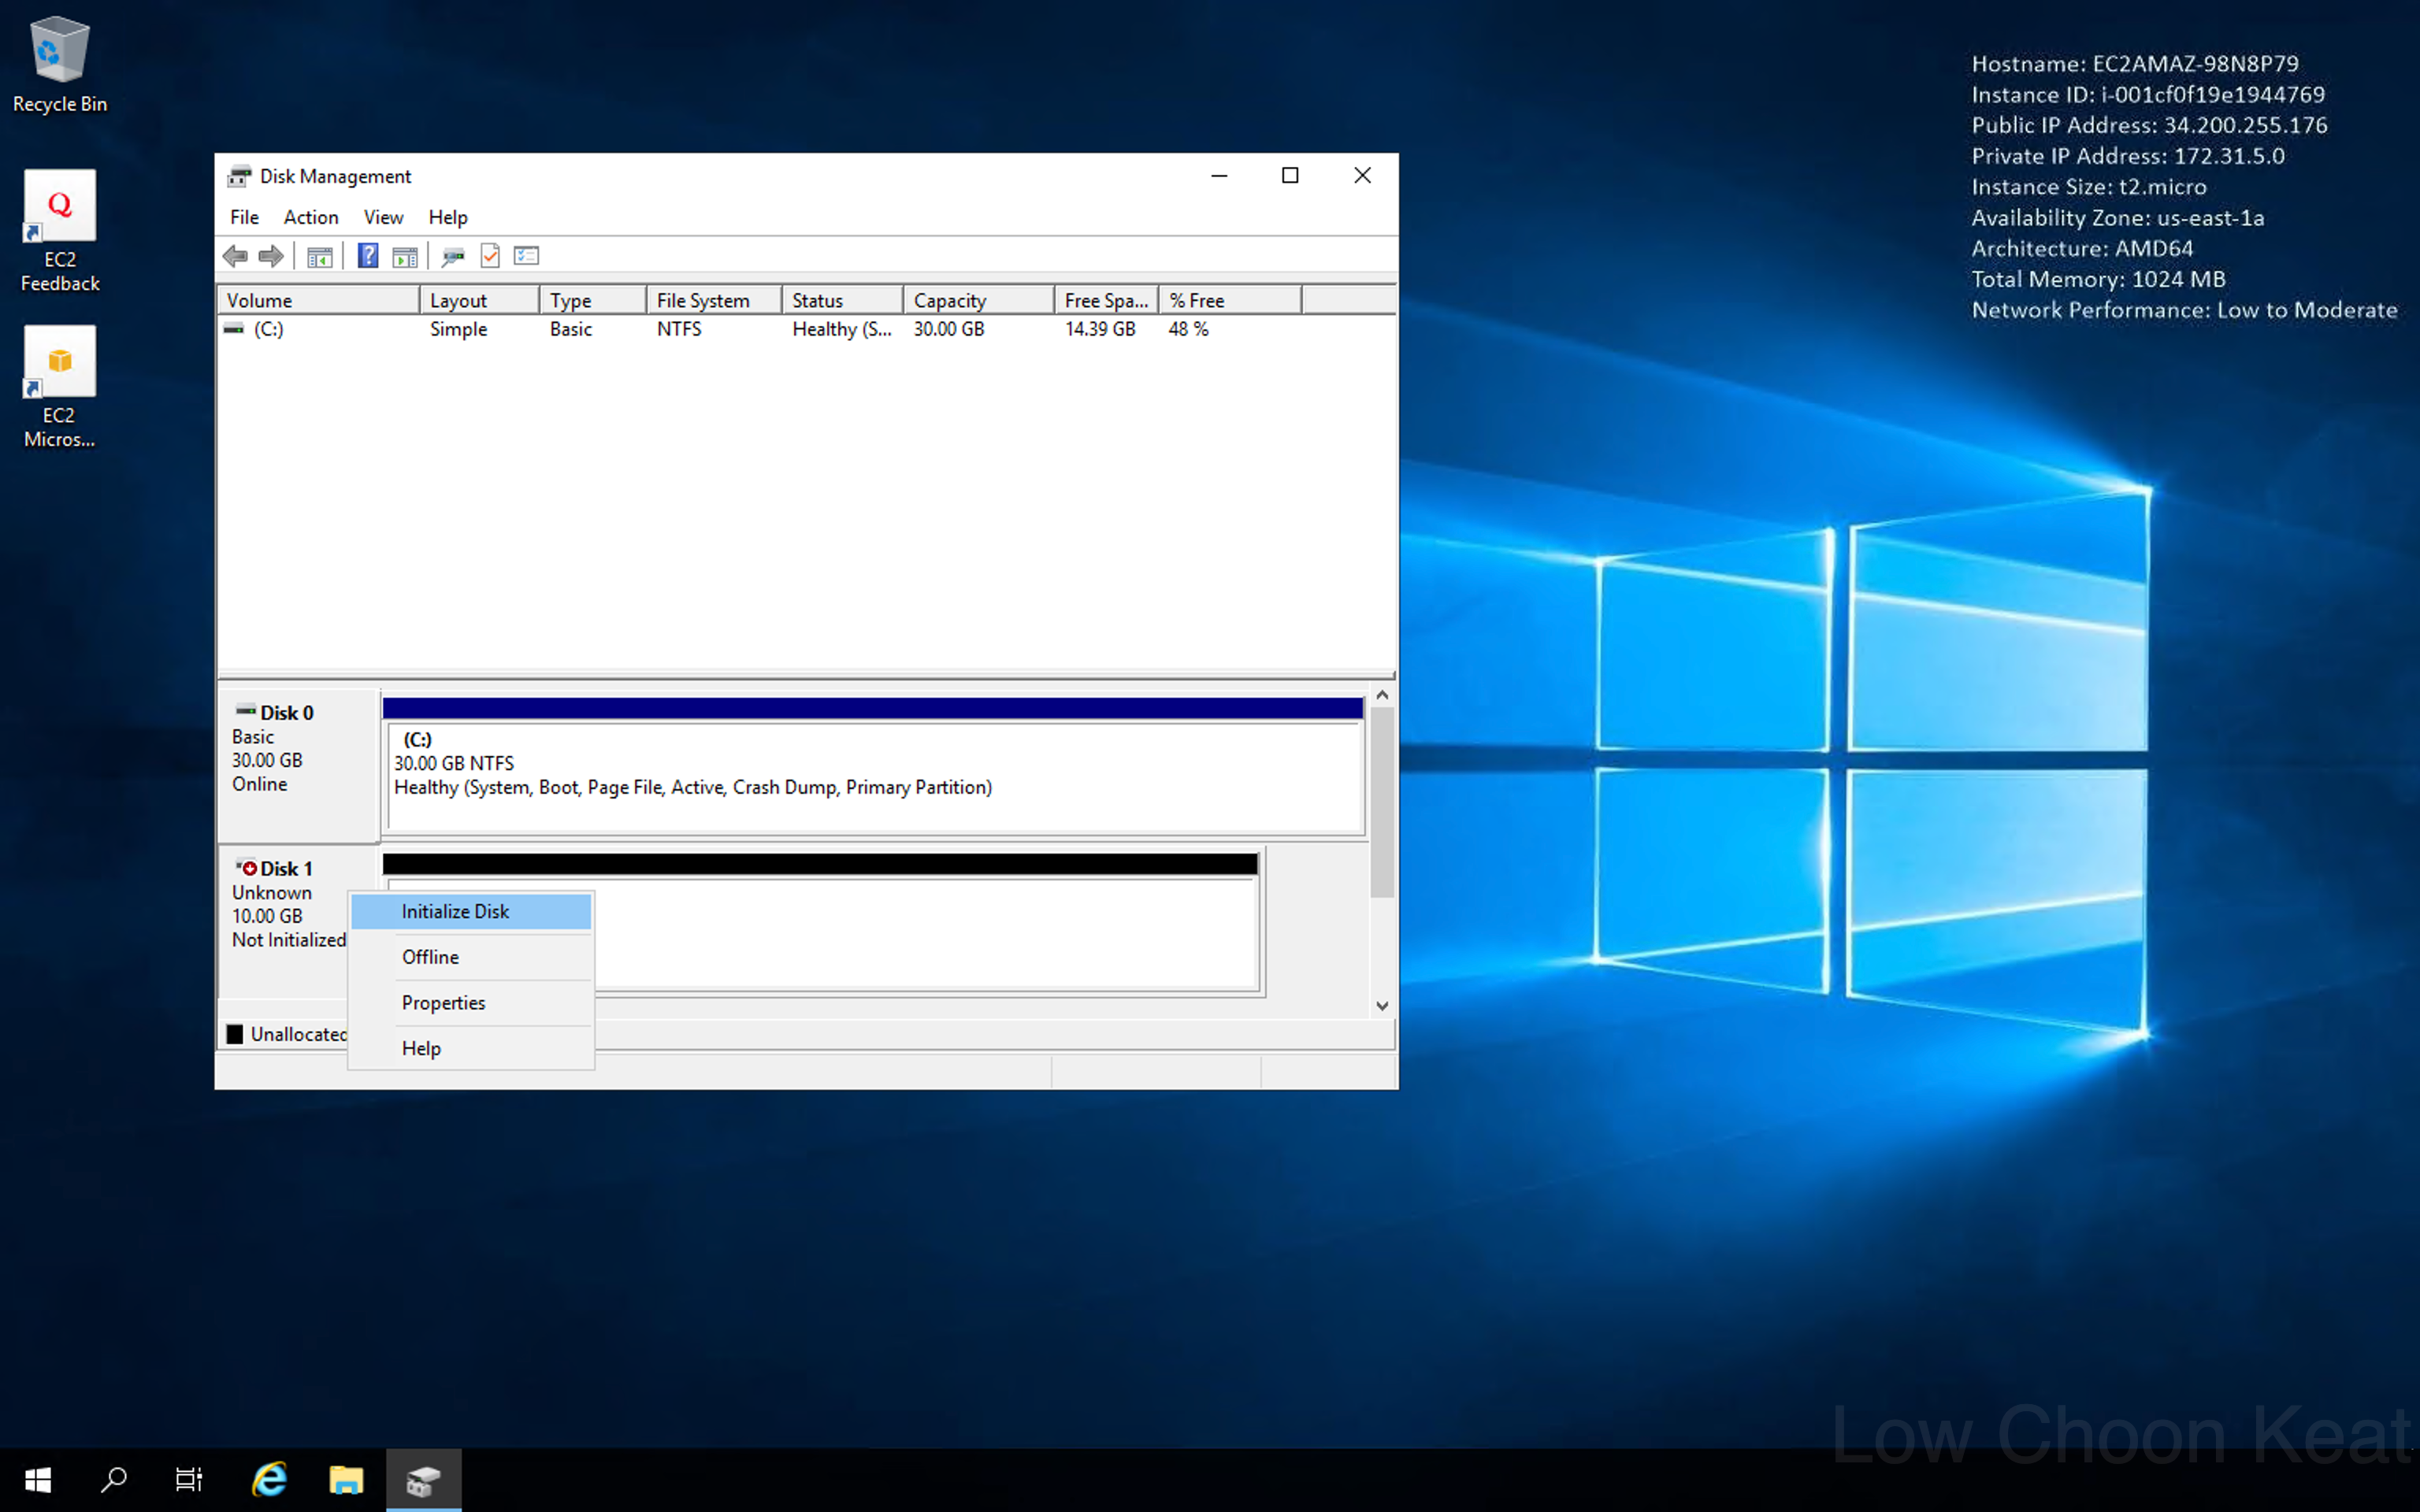 Recycle Bin
EC2
Feedback
EC2
Micros...
Hostname: EC2AMAZ-98N8P79
Instance ID: i-001cf0f19e1944769
Public IP Address: 34.200.255.176
Private IP Address: 172.31.5.0
Instance Size: t2.micro
Availability Zone: us-east-1a
Architecture: AMD64
Total Memory: 1024 MB
Network Performance: Low to Moderate
Disk Management
File Action View Help
Volume Layout Type File System Status Capacity Free Spa... % Free
(C:) Simple Basic NTFS Healthy (S... 30.00 GB 14.39 GB 48 %
Disk 0
Basic
30.00 GB
Online
(C:)
30.00 GB NTFS
Healthy (System, Boot, Page File, Active, Crash Dump, Primary Partition)
Disk 1
Unknown
10.00 GB
Not Initialized
Initialize Disk
Offline
Properties
Help
Unallocated
Low Choon Keat